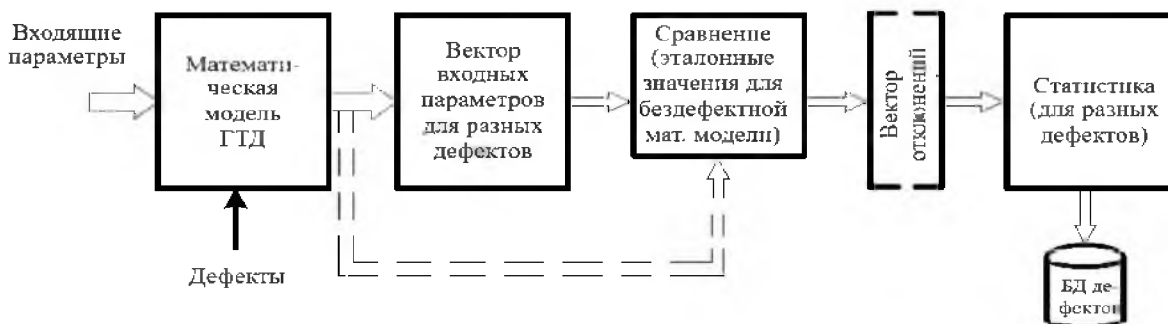 Входящие
параметры
Математи-
ческая
модель
ГТД
Дефекты
Вектор
входных
параметров
для разных
дефектов
Сравнение
(эталонные
значения для
бездефектной
мат. модели)
Вектор
отклонений
Статистика
(для разных
дефектов)
БД де-
фектов